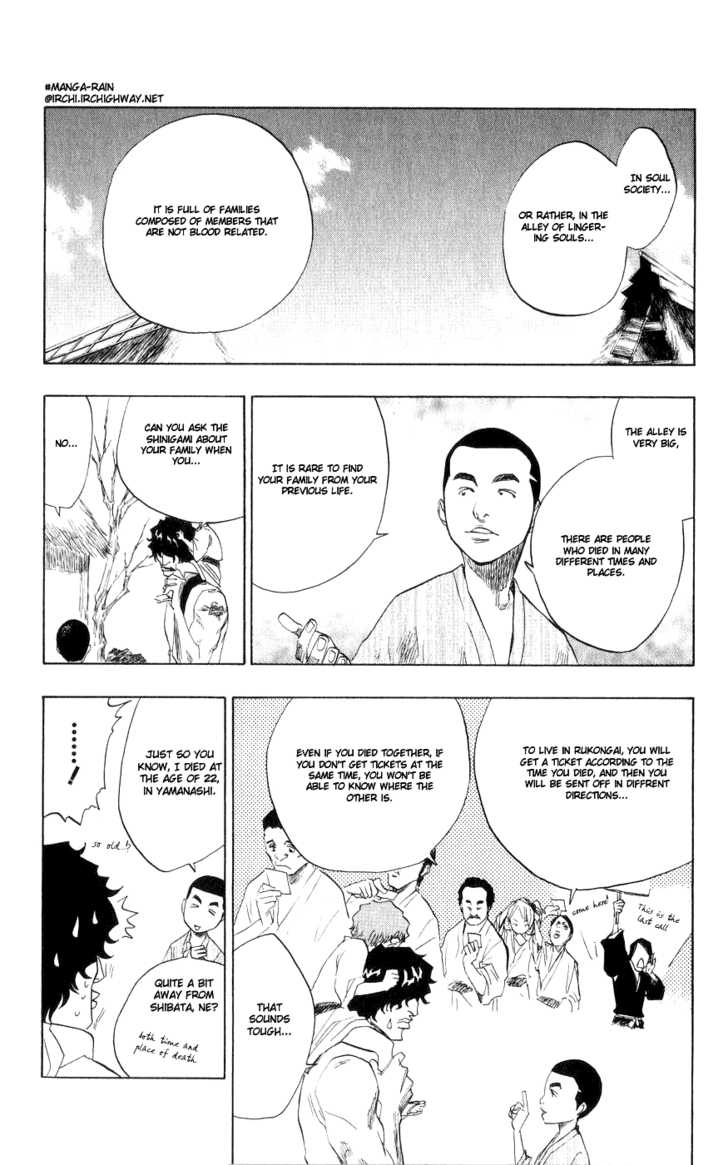 #MANGA-RAIN
@IRCHI.IRCHIGHWAY.NET
IN SOUL
SOCIETY...
OR RATHER, IN THE
ALLEY OF LINGER-
ING SOULS...
IT IS FULL OF FAMILIES
COMPOSED OF MEMBERS THAT
ARE NOT BLOOD RELATED.
THE ALLEY IS
VERY BIG,
THERE ARE PEOPLE
WHO DIED IN MANY
DIFFERENT TIMES AND
PLACES.
IT IS RARE TO FIND
YOUR FAMILY FROM YOUR
PREVIOUS LIFE.
CAN YOU ASK THE
SHINIGAMI ABOUT
YOUR FAMILY WHEN
YOU...
NO...
TO LIVE IN RUKONGAI, YOU WILL
GET A TICKET ACCORDING TO THE
TIME YOU DIED, AND THEN YOU
WILL BE SENT OFF IN DIFFRENT
DIRECTIONS...
EVEN IF YOU DIED TOGETHER, IF
YOU DON'T GET TICKETS AT THE
SAME TIME, YOU WON'T BE
ABLE TO KNOW WHERE THE
OTHER IS.
come here!
This is the
last call
THAT
SOUNDS
TOUGH...
JUST SO YOU
KNOW, I DIED AT
THE AGE OF 22,
IN YAMANASHI.
......!
so old..!?
QUITE A BIT
AWAY FROM
SHIBATA, NE?
both time and
place of death